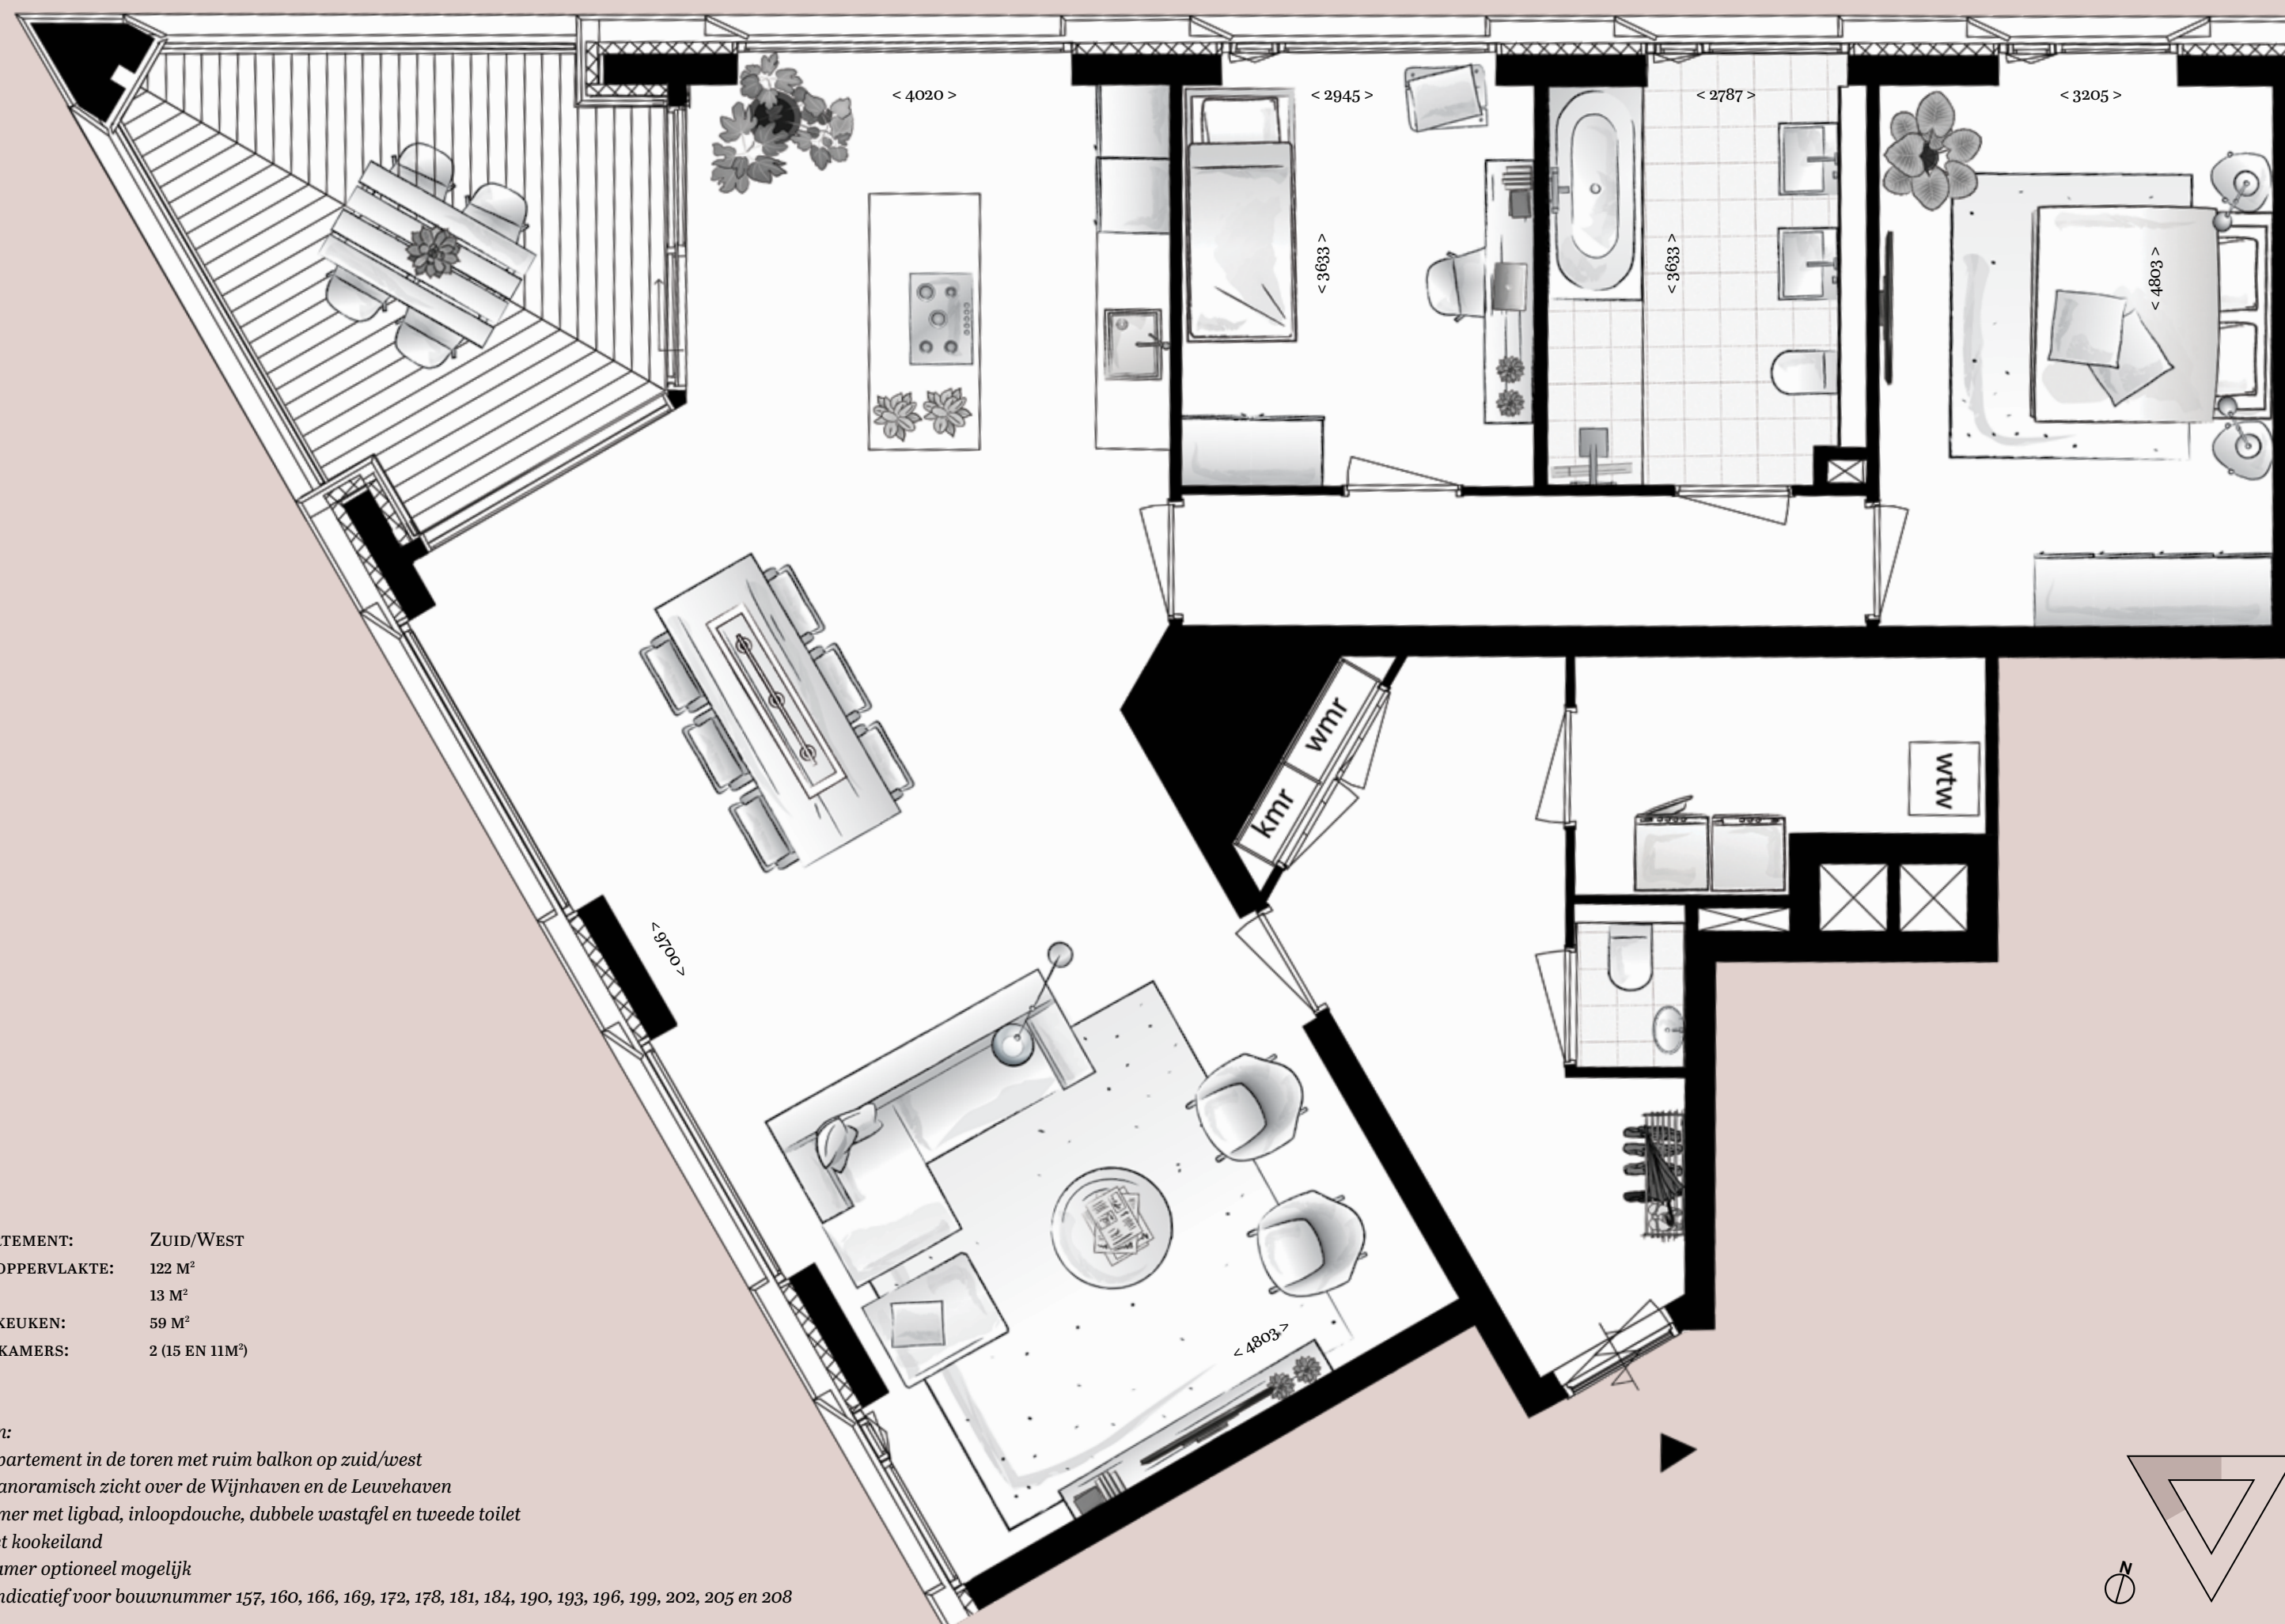 < 4020 >
< 2945 >
< 2787 >
< 3205 >
< 3633 >
< 3633 >
< 4803 >
wmr
kmr
wtw
< 9700 >
< 4803 >
TEMENT: ZUID/WEST
OPPERVLAKTE: 122 M²
13 M²
KEUKEN: 59 M²
KAMERS: 2 (15 EN 11M²)
n:
partement in de toren met ruim balkon op zuid/west
anoramisch zicht over de Wijnhaven en de Leuvehaven
mer met ligbad, inloopdouche, dubbele wastafel en tweede toilet
t kookeiland
amer optioneel mogelijk
ndicatief voor bouwnummer 157, 160, 166, 169, 172, 178, 181, 184, 190, 193, 196, 199, 202, 205 en 208
N